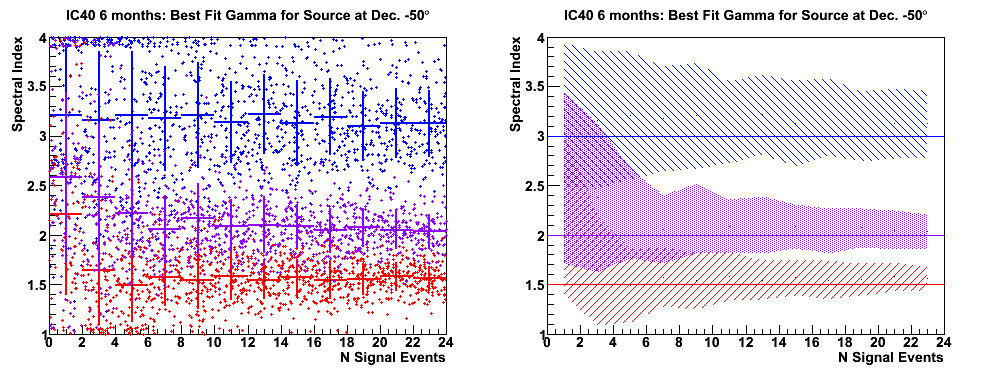 IC40 6 months: Best Fit Gamma for Source at Dec. -50°
Spectral Index
4
3.5
3
2.5
2
1.5
1
0 2 4 6 8 10 12 14 16 18 20 22 24
N Signal Events
IC40 6 months: Best Fit Gamma for Source at Dec. -50°
Spectral Index
4
3.5
3
2.5
2
1.5
1
0 2 4 6 8 10 12 14 16 18 20 22 24
N Signal Events